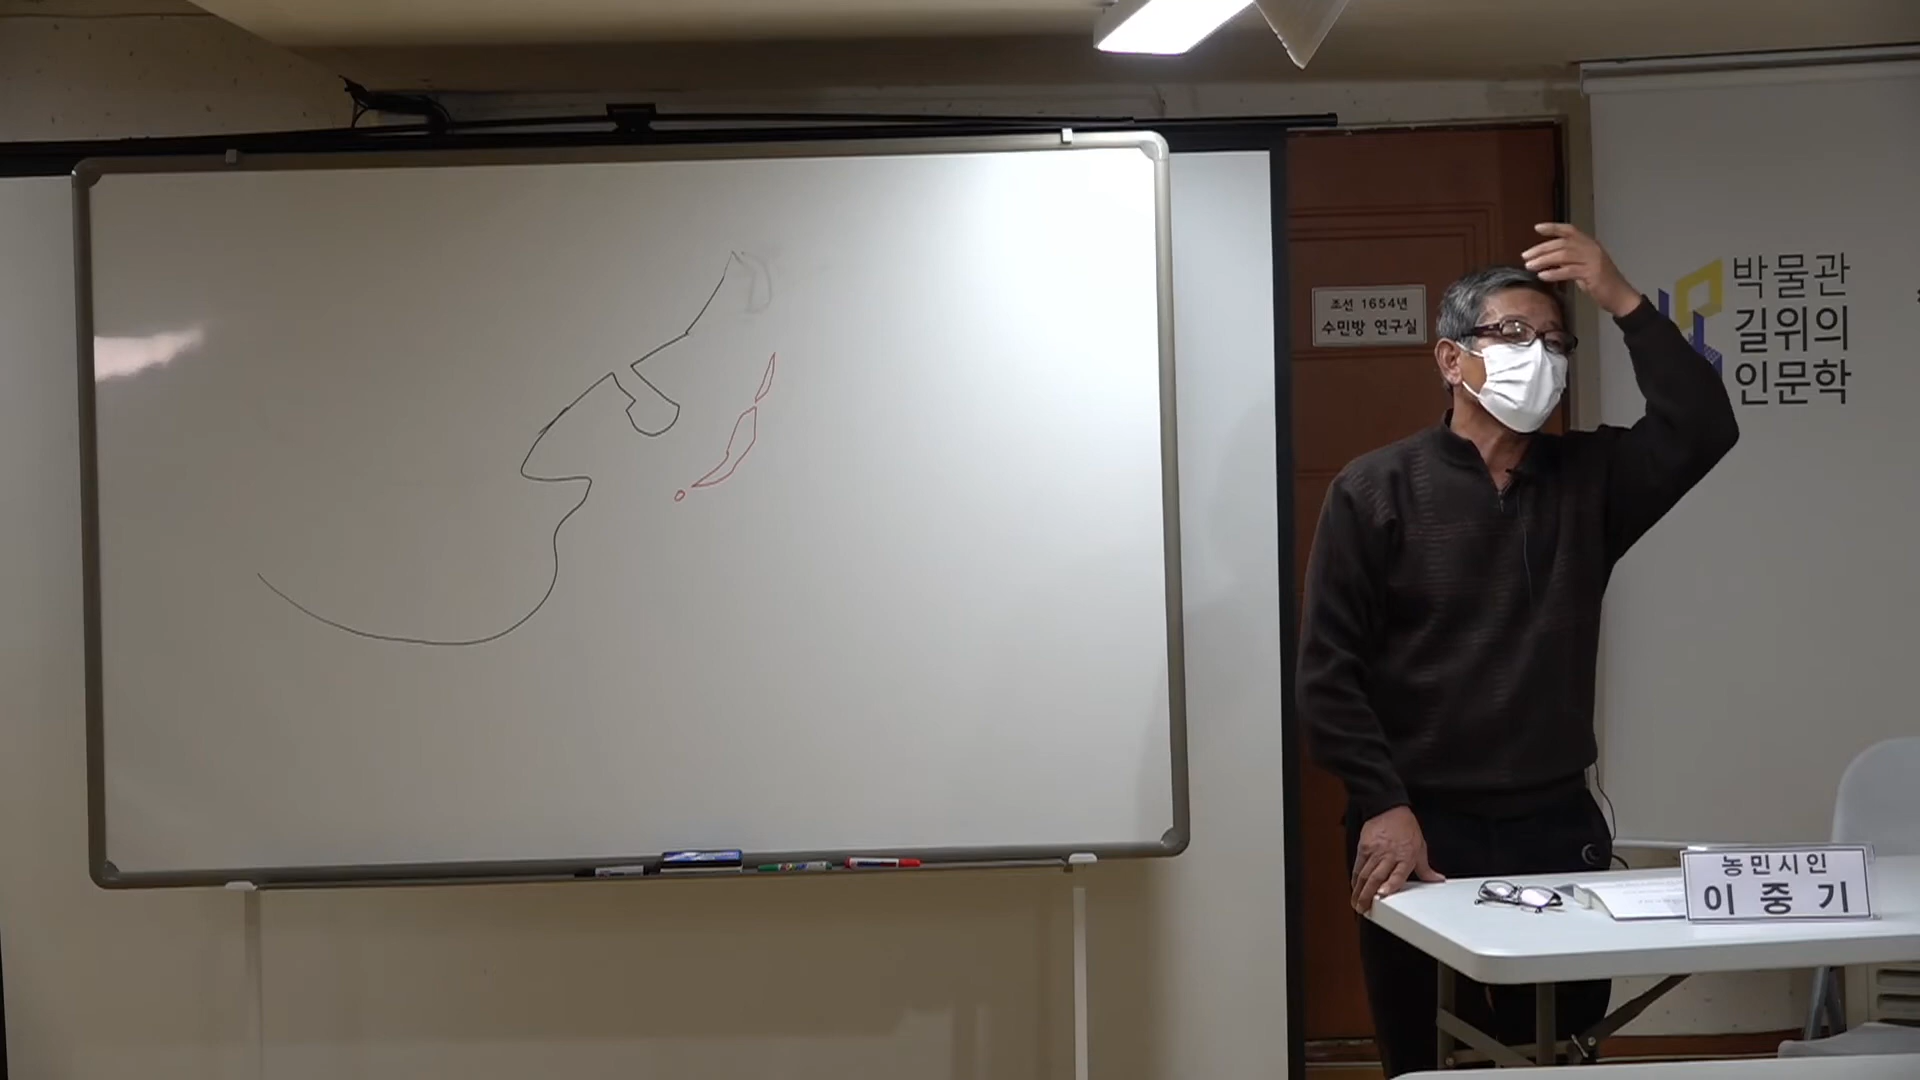 조선 1654년
수민방 연구실
박물관
길위의
인문학
농민시인
이중기